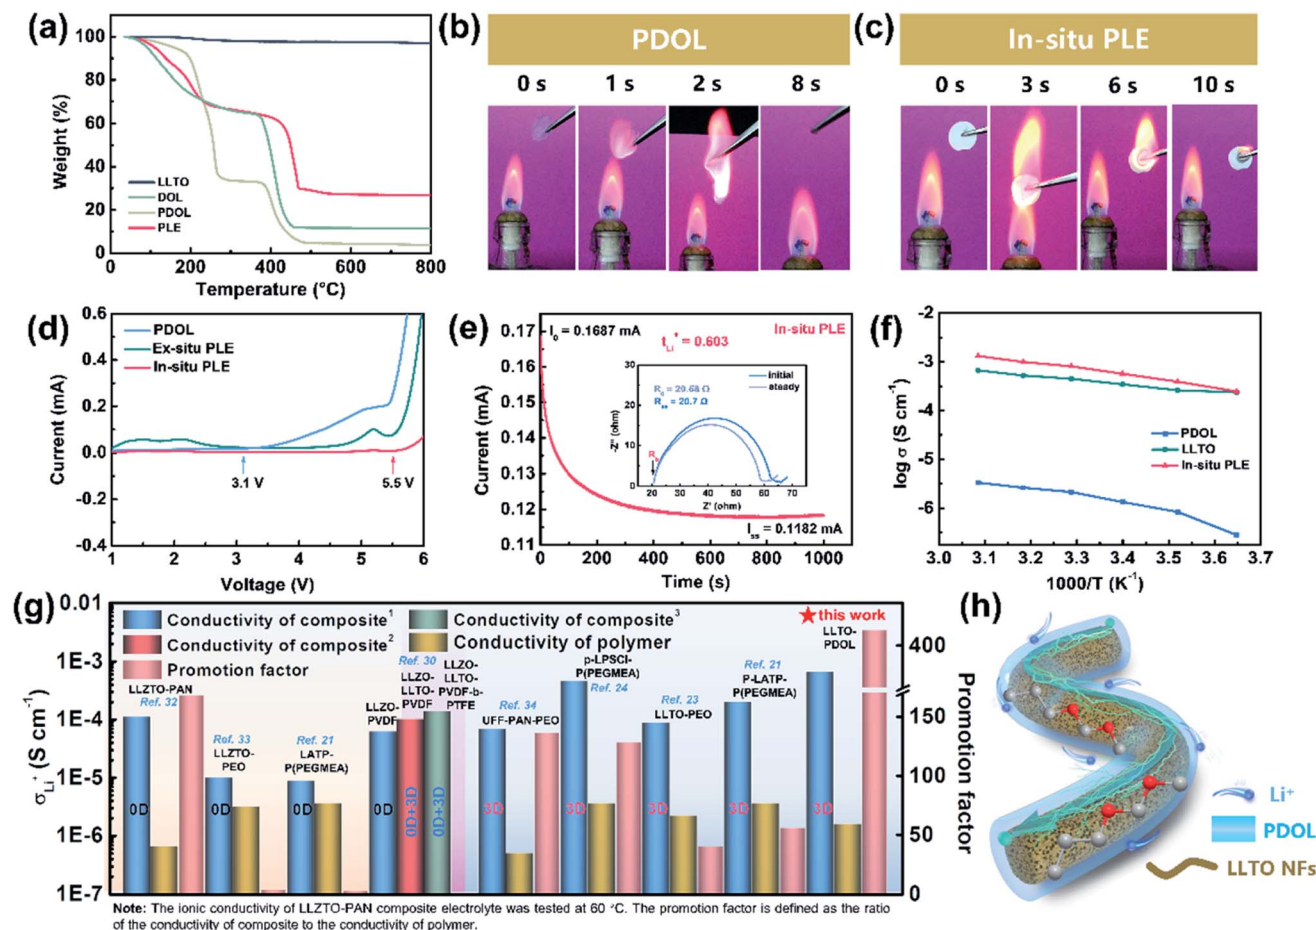 (a)
100
80
60
40
20
0
Weight (%)
LLTO
DOL
PDOL
PLE
0 200 400 600 800
Temperature (°C)
(b)
PDOL
0 s 1 s 2 s 8 s
(c)
In-situ PLE
0 s 3 s 6 s 10 s
(d)
0.6
0.4
0.2
0.0
-0.2
-0.4
Current (mA)
PDOL
Ex-situ PLE
In-situ PLE
3.1 V
5.5 V
1 2 3 4 5 6
Voltage (V)
(e)
0.17
0.16
0.15
0.14
0.13
0.12
0.11
Current (mA)
I₀ = 0.1687 mA
In-situ PLE
tLi⁺ = 0.603
30
20
10
0
-Z'' (ohm)
initial
steady
R₀ = 20.68 Ω
Rss = 20.7 Ω
20 30 40 50 60 70 80
Z' (ohm)
Iss = 0.1182 mA
0 200 400 600 800 1000
Time (s)
(f)
-2
-3
-4
-5
-6
log σ (S cm⁻¹)
PDOL
LLTO
In-situ PLE
3.0 3.1 3.2 3.3 3.4 3.5 3.6 3.7
1000/T (K⁻¹)
(g)
0.01
1E-3
1E-4
1E-5
1E-6
1E-7
σLi⁺ (S cm⁻¹)
Conductivity of composite¹
Conductivity of composite²
Promotion factor
Conductivity of composite³
Conductivity of polymer
★this work
LLZTO-PAN
Ref. 32
0D
Ref. 33
LLZTO-
PEO
0D
Ref. 21
LATP-
P(PEGMEA)
0D
LLZO-
PVDF
0D
Ref. 30
LLZO-
LLTO-
PVDF
0D+3D
LLZO-
LLTO-
PVDF-b-
PTFE
0D+3D
Ref. 34
UFF-PAN-PEO
3D
p-LPSCl-
P(PEGMEA)
Ref. 24
3D
Ref. 23
LLTO-PEO
3D
Ref. 21
P-LATP-
P(PEGMEA)
3D
LLTO-
PDOL
3D
400
150
100
50
0
Promotion factor
Note: The ionic conductivity of LLZTO-PAN composite electrolyte was tested at 60 °C. The promotion factor is defined as the ratio
of the conductivity of composite to the conductivity of polymer.
(h)
Li⁺
PDOL
LLTO NFs